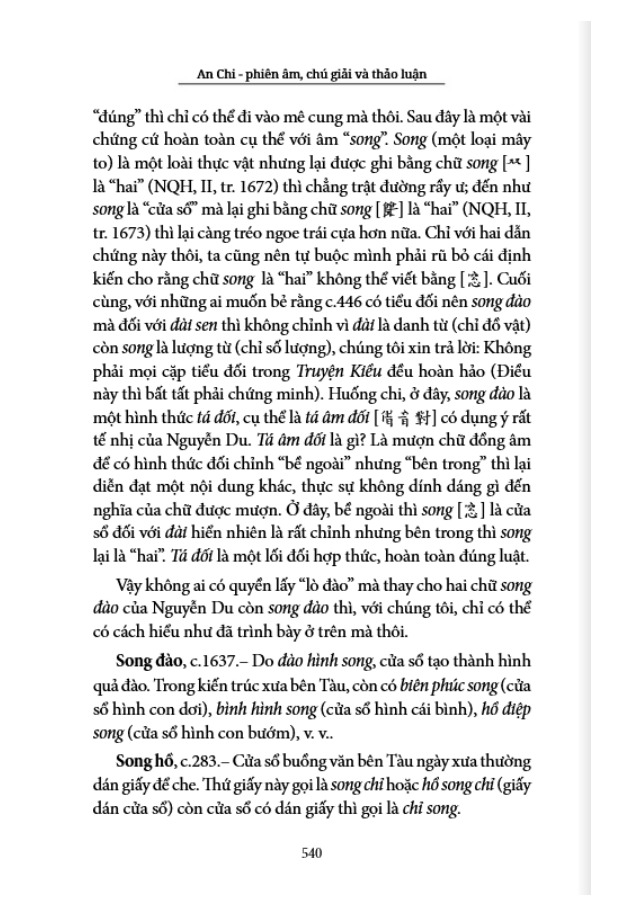 An Chi - phiên âm, chú giải và thảo luận
“đúng” thì chỉ có thể đi vào mê cung mà thôi. Sau đây là một vài
chứng cứ hoàn toàn cụ thể với âm “song”. Song (một loại mây
to) là một loài thực vật nhưng lại được ghi bằng chữ song [ ]
là “hai” (NQH, II, tr. 1672) thì chẳng trật đường rầy ư; đến như
song là “cửa sổ” mà lại ghi bằng chữ song [ ] là “hai” (NQH, II,
tr. 1673) thì lại càng tréo ngoe trái cựa hơn nữa. Chỉ với hai dẫn
chứng này thôi, ta cũng nên tự buộc mình phải rũ bỏ cái định
kiến cho rằng chữ song là “hai” không thể viết bằng [ ]. Cuối
cùng, với những ai muốn bẻ rằng c.446 có tiểu đối nên song đào
mà đối với đài sen thì không chỉnh vì đài là danh từ (chỉ đồ vật)
còn song là lượng từ (chỉ số lượng), chúng tôi xin trả lời: Không
phải mọi cặp tiểu đối trong Truyện Kiều đều hoàn hảo (Điều
này thì bất tất phải chứng minh). Huống chi, ở đây, song đào là
một hình thức tá đối, cụ thể là tá âm đối [借音對] có dụng ý rất
tế nhị của Nguyễn Du. Tá âm đối là gì? Là mượn chữ đồng âm
để có hình thức đối chỉnh “bề ngoài” nhưng “bên trong” thì lại
diễn đạt một nội dung khác, thực sự không dính dáng gì đến
nghĩa của chữ được mượn. Ở đây, bề ngoài thì song [ ] là cửa
sổ đối với đài hiển nhiên là rất chỉnh nhưng bên trong thì song
lại là “hai”. Tá đối là một lối đối hợp thức, hoàn toàn đúng luật.
Vậy không ai có quyền lấy “lò đào” mà thay cho hai chữ song
đào của Nguyễn Du còn song đào thì, với chúng tôi, chỉ có thể
có cách hiểu như đã trình bày ở trên mà thôi.
Song đào, c.1637.– Do đào hình song, cửa sổ tạo thành hình
quả đào. Trong kiến trúc xưa bên Tàu, còn có biên phúc song (cửa
sổ hình con dơi), bình hình song (cửa sổ hình cái bình), hồ điệp
song (cửa sổ hình con bướm), v. v..
Song hồ, c.283.– Cửa sổ buồng văn bên Tàu ngày xưa thường
dán giấy để che. Thứ giấy này gọi là song chỉ hoặc hồ song chỉ (giấy
dán cửa sổ) còn cửa sổ có dán giấy thì gọi là chỉ song.
540